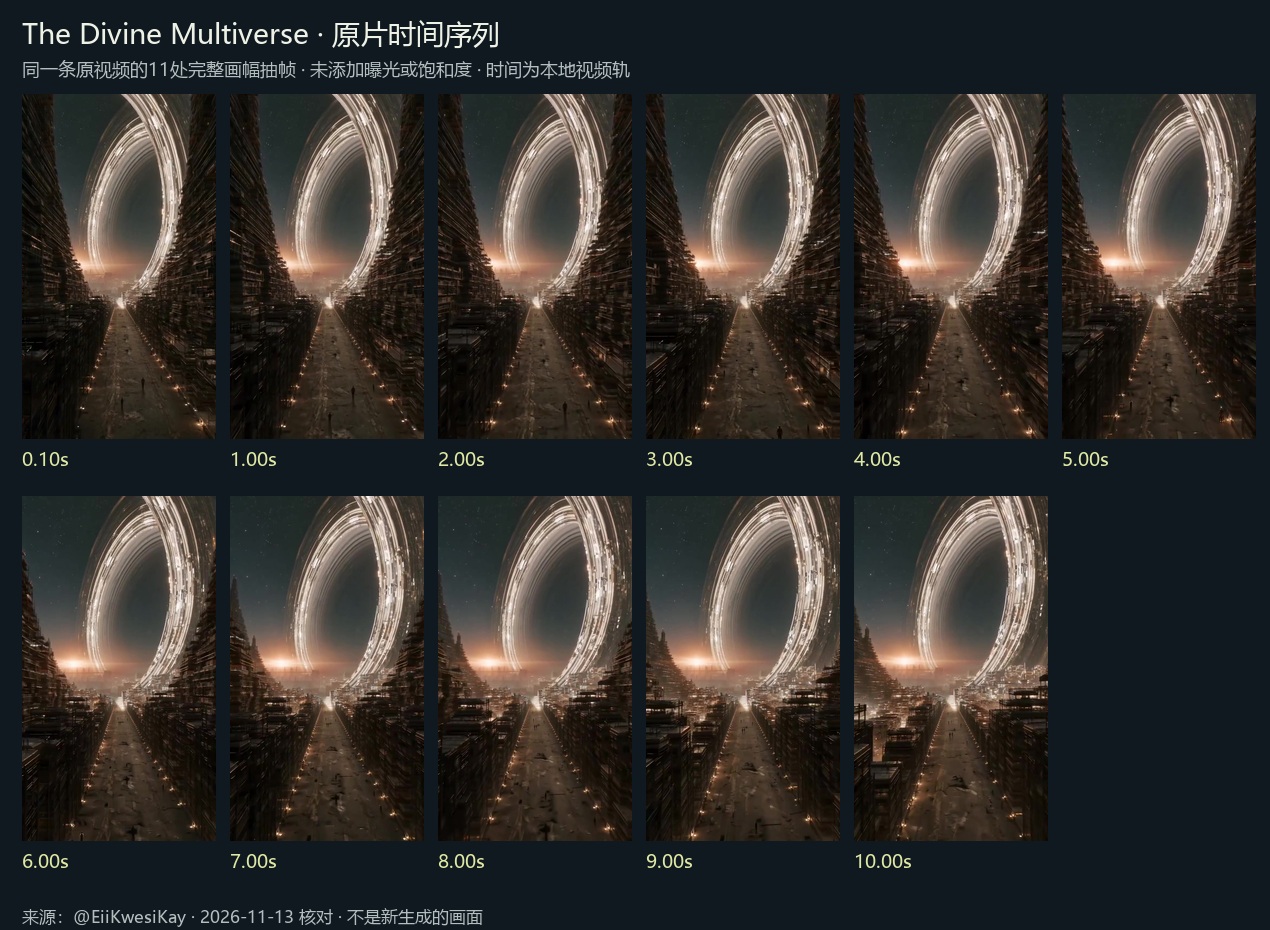 The Divine Multiverse · 原片时间序列
同一条原视频的11处完整画幅抽帧 · 未添加曝光或饱和度 · 时间为本地视频轨
0.10s 1.00s 2.00s 3.00s 4.00s 5.00s
6.00s 7.00s 8.00s 9.00s 10.00s
来源：@EiiKwesiKay · 2026-11-13 核对 · 不是新生成的画面